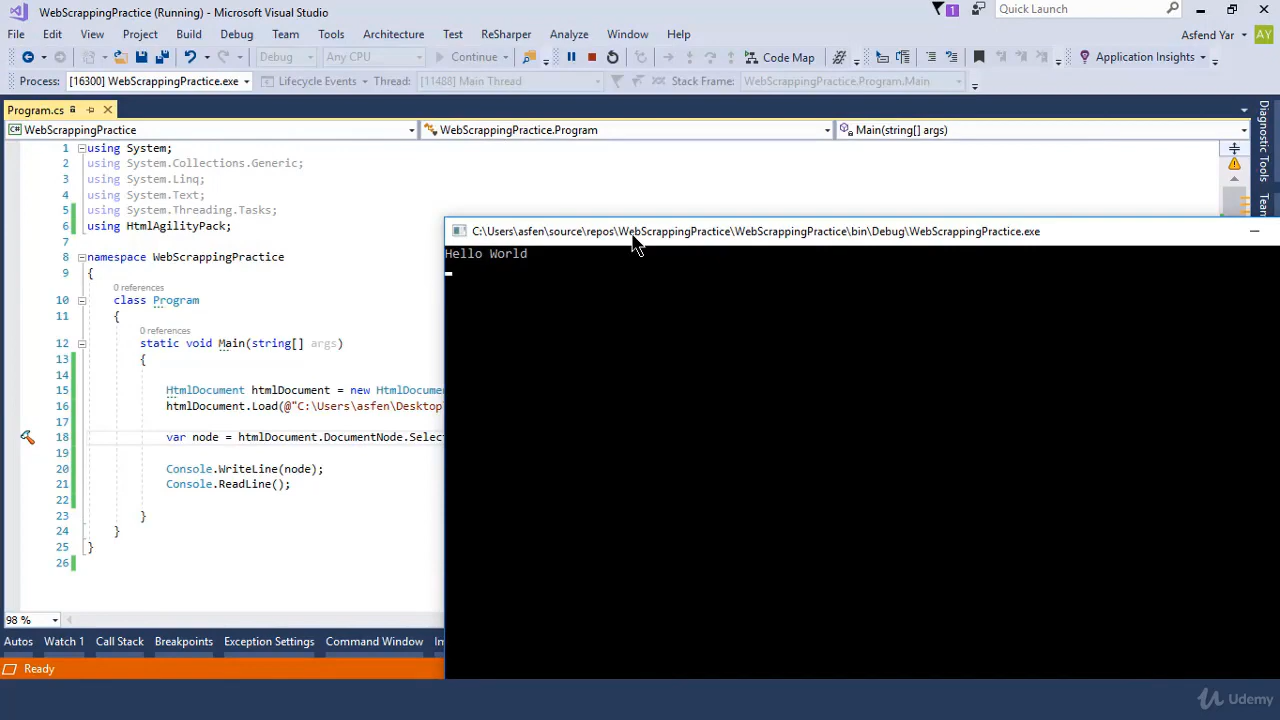 WebScrappingPractice (Running) - Microsoft Visual Studio
1
Quick Launch
File Edit View Project Build Debug Team Tools Architecture Test ReSharper Analyze Window Help
Asfend Yar AY
Debug Any CPU Continue Code Map Application Insights
Process: [16300] WebScrappingPractice.exe Lifecycle Events Thread: [11488] Main Thread Stack Frame: WebScrappingPractice.Program.Main
Program.cs
C# WebScrappingPractice WebScrappingPractice.Program Main(string[] args)
Diagnostic Tools
Team
1 using System;
2 using System.Collections.Generic;
3 using System.Linq;
4 using System.Text;
5 using System.Threading.Tasks;
6 using HtmlAgilityPack;
7
8 namespace WebScrappingPractice
9 {
0 references
10 class Program
11 {
0 references
12 static void Main(string[] args)
13 {
14
15 HtmlDocument htmlDocument = new HtmlDocume
16 htmlDocument.Load(@"C:\Users\asfen\Desktop
17
18 var node = htmlDocument.DocumentNode.Selec
19
20 Console.WriteLine(node);
21 Console.ReadLine();
22
23 }
24 }
25 }
26
C:\Users\asfen\source\repos\WebScrappingPractice\WebScrappingPractice\bin\Debug\WebScrappingPractice.exe
Hello World
98 %
Autos Watch 1 Call Stack Breakpoints Exception Settings Command Window
Ready
Udemy